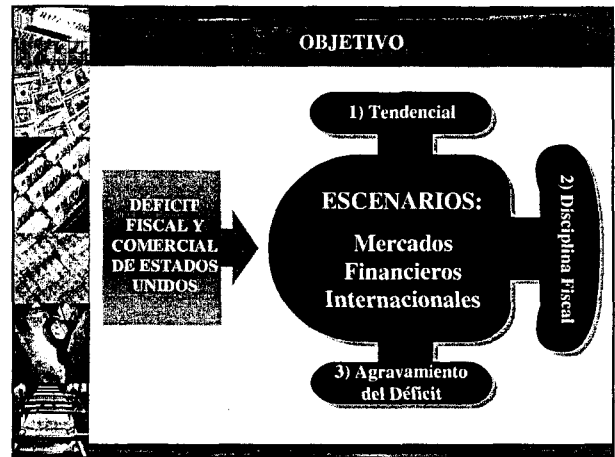 OBJETIVO
1) Tendencial
DÉFICIT
FISCAL Y
COMERCIAL
DE ESTADOS
UNIDOS
ESCENARIOS:
Mercados
Financieros
Internacionales
2) Disciplina Fiscal
3) Agravamiento
del Déficit